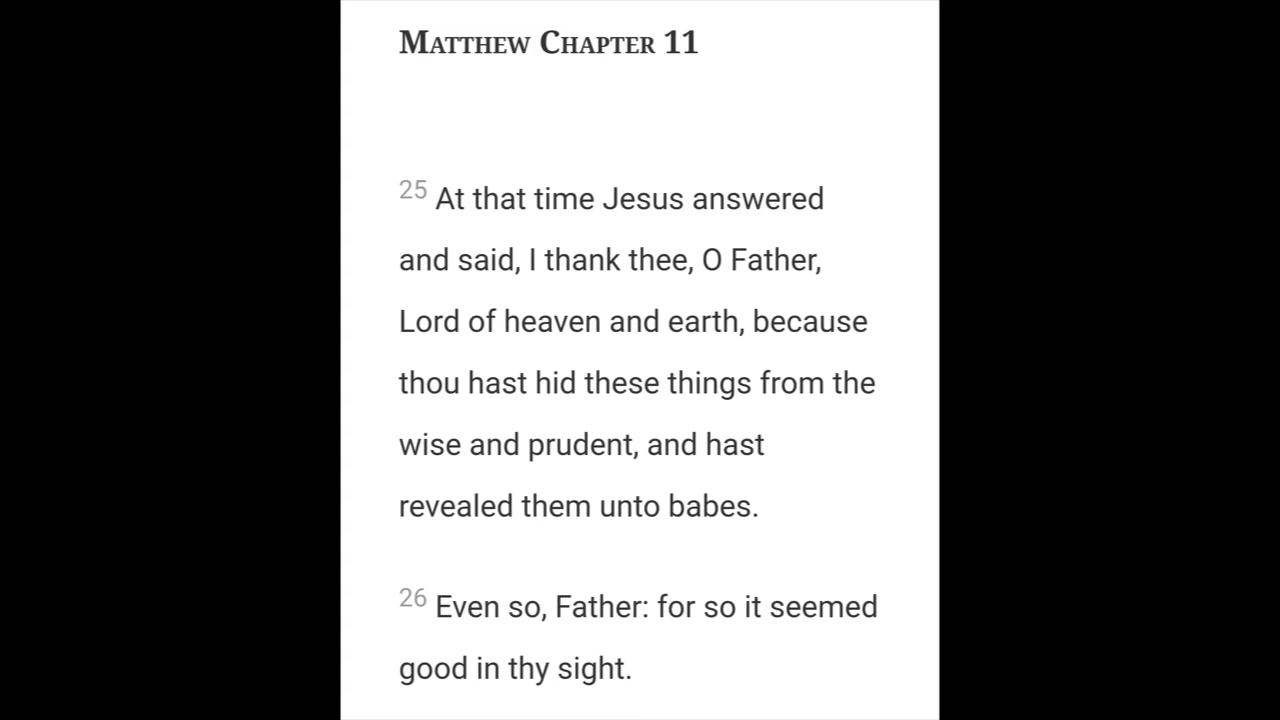 Matthew Chapter 11
25 At that time Jesus answered
and said, I thank thee, O Father,
Lord of heaven and earth, because
thou hast hid these things from the
wise and prudent, and hast
revealed them unto babes.
26 Even so, Father: for so it seemed
good in thy sight.